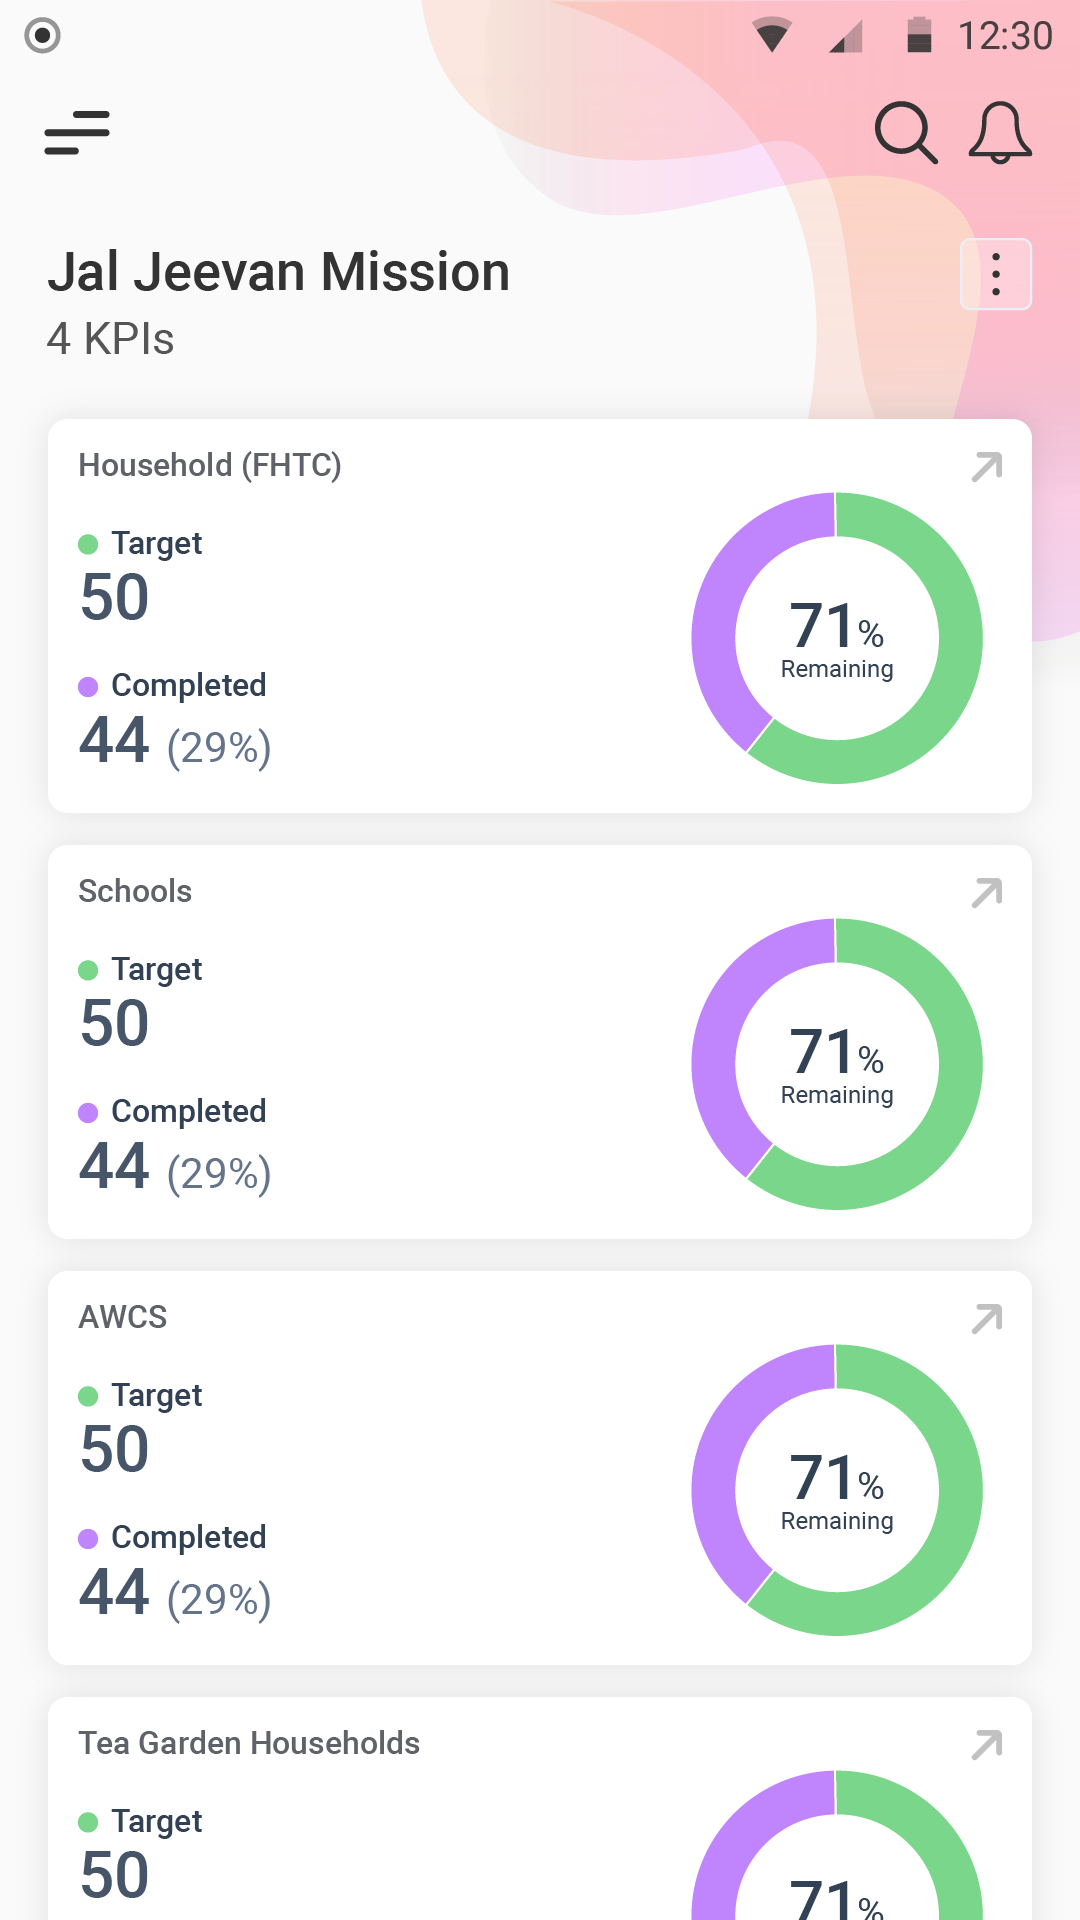 12:30
Jal Jeevan Mission
4 KPIs
Household (FHTC)
Target
50
Completed
44 (29%)
71%
Remaining
Schools
Target
50
Completed
44 (29%)
71%
Remaining
AWCS
Target
50
Completed
44 (29%)
71%
Remaining
Tea Garden Households
Target
50
71%